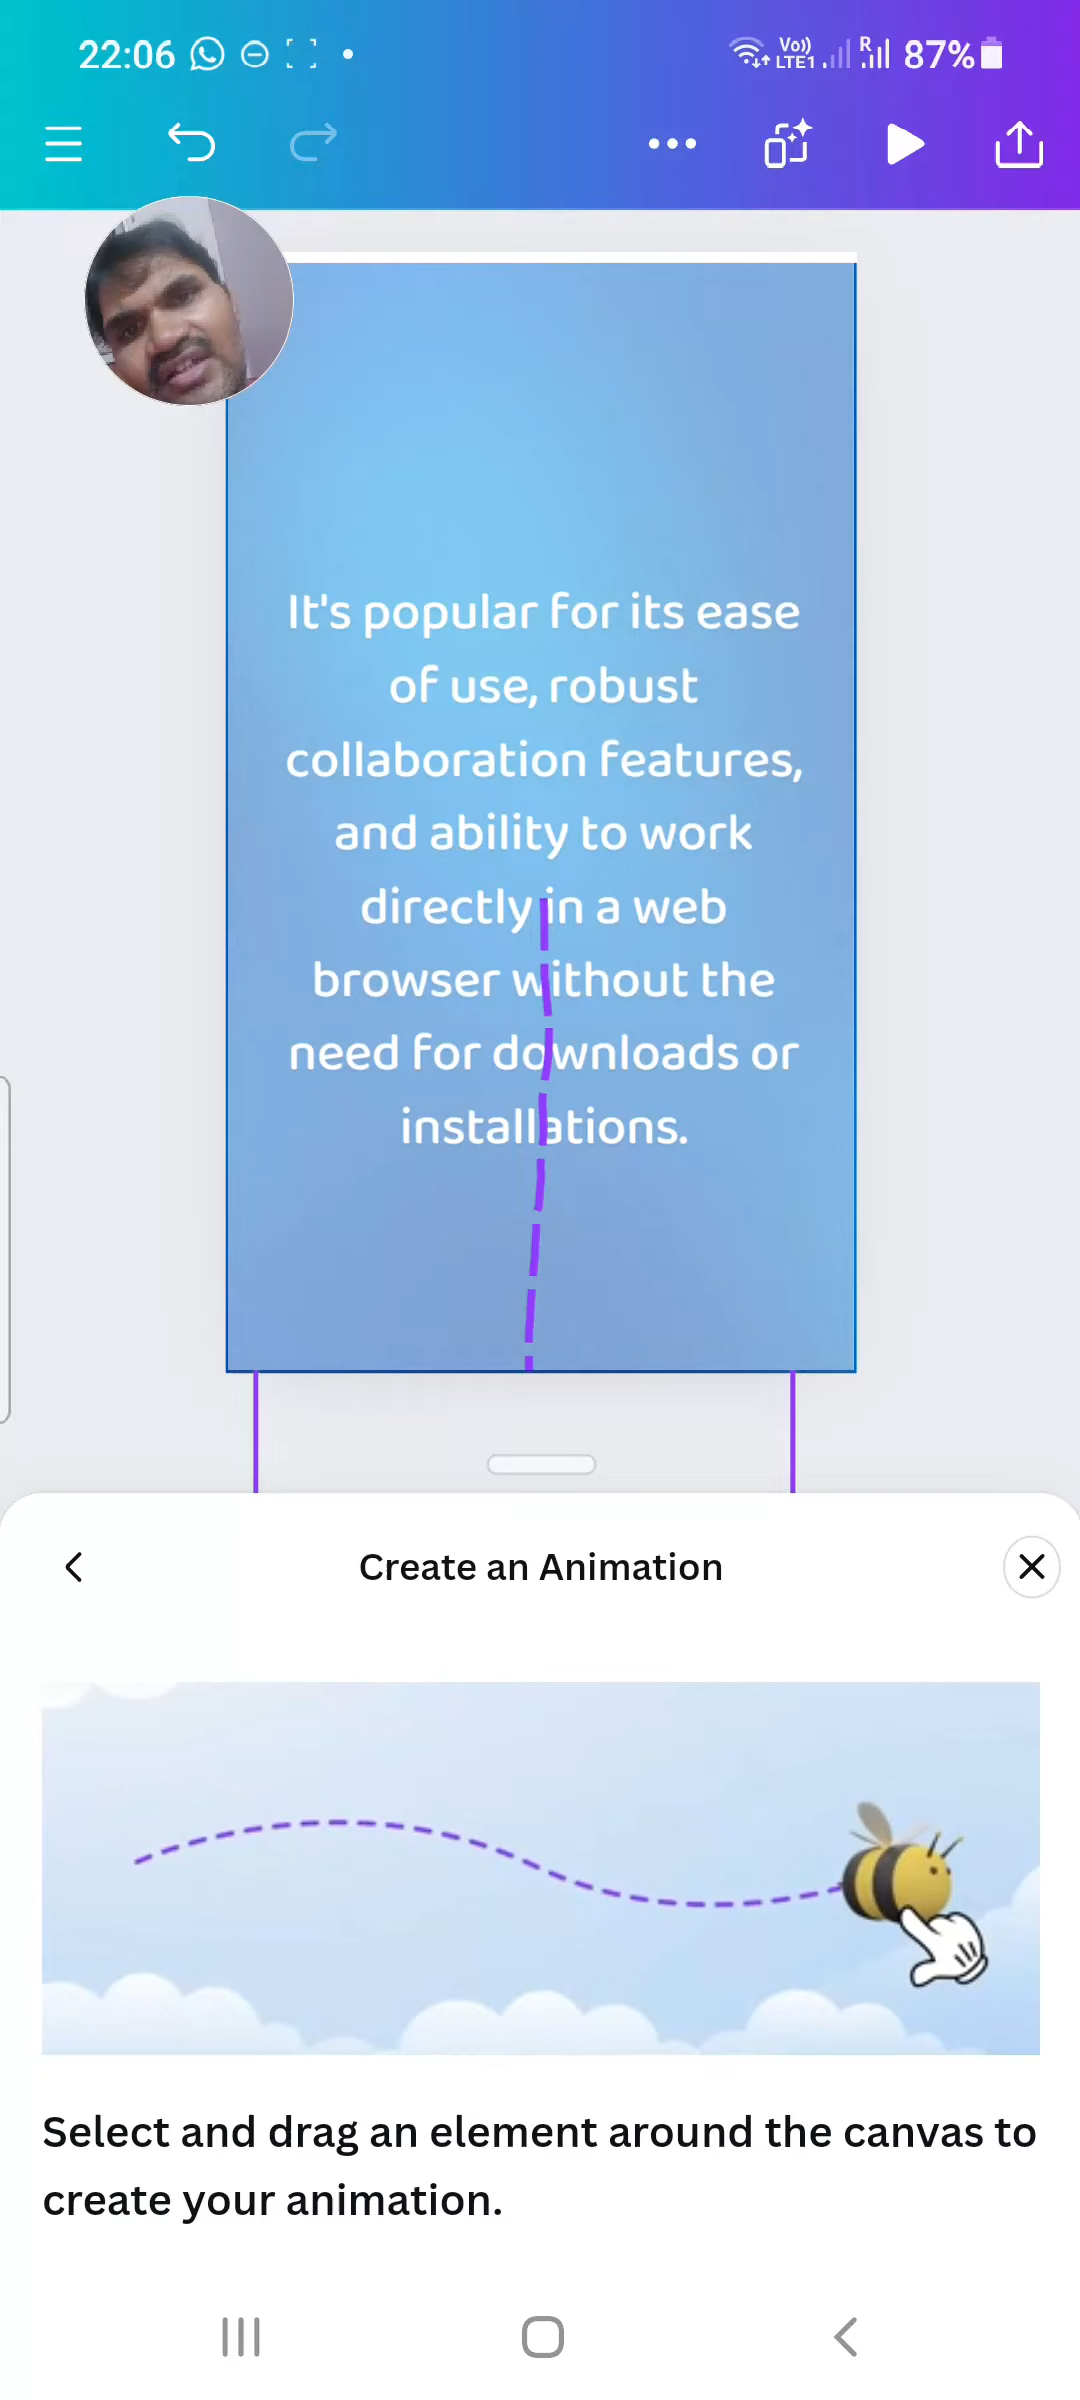 22:06
Vo))
LTE1
R
87%
It's popular for its ease
of use, robust
collaboration features,
and ability to work
directly in a web
browser without the
need for downloads or
installations.
Create an Animation
Select and drag an element around the canvas to
create your animation.